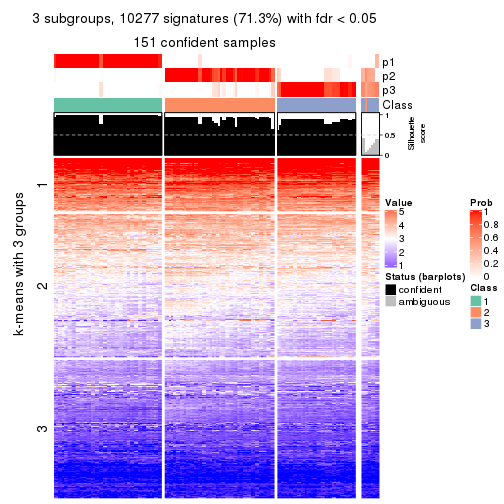 3 subgroups, 10277 signatures (71.3%) with fdr < 0.05
151 confident samples
p1
p2
p3
Class
1
0.5
0
Silhouette
score
k-means with 3 groups
1
2
3
Value
5
4
3
2
1
Status (barplots)
confident
ambiguous
Prob
1
0.8
0.6
0.4
0.2
0
Class
1
2
3